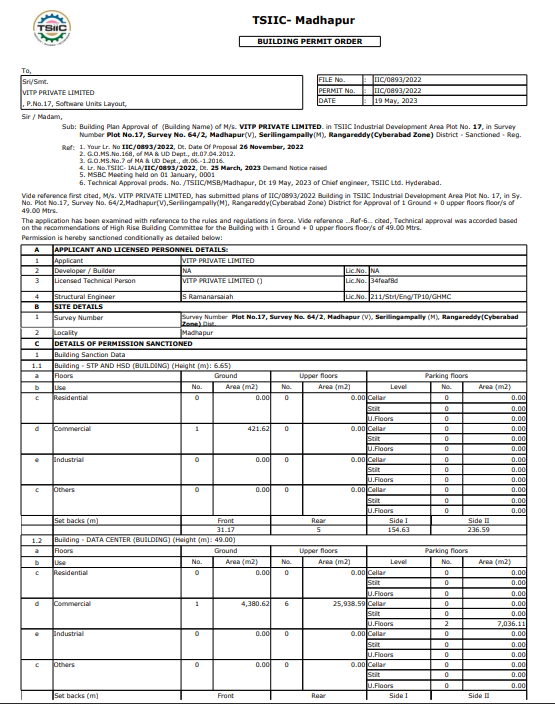 TSIIC
TSIIC- Madhapur
BUILDING PERMIT ORDER
To,
Sri/Smt.
VITP PRIVATE LIMITED
, P.No.17, Software Units Layout,
FILE No. : IIC/0893/2022
PERMIT No. : IIC/0893/2022
DATE : 19 May, 2023
Sir / Madam,
Sub: Building Plan Approval of (Building Name) of M/s. VITP PRIVATE LIMITED. in TSIIC Industrial Development Area Plot No. 17, in Survey
Number Plot No.17, Survey No. 64/2, Madhapur(V), Serilingampally(M), Rangareddy(Cyberabad Zone) District - Sanctioned - Reg.
Ref: 1. Your Lr. No IIC/0893/2022, Dt. Date Of Proposal 26 November, 2022
2. G.O.MS.No.168, of MA & UD Dept., dt.07.04.2012.
3. G.O.MS.No.7 of MA & UD Dept., dt.06.-1.2016.
4. Lr. No.TSIIC- IALA/IIC/0893/2022, Dt. 25 March, 2023 Demand Notice raised
5. MSBC Meeting held on 01 January, 0001
6. Technical Approval prods. No. /TSIIC/MSB/Madhapur, Dt 19 May, 2023 of Chief engineer, TSIIC Ltd. Hyderabad.
Vide reference first cited, M/s. VITP PRIVATE LIMITED, has submitted plans of IIC/0893/2022 Building in TSIIC Industrial Development Area Plot No. 17, in Sy.
No. Plot No.17, Survey No. 64/2,Madhapur(V),Serilingampally(M), Rangareddy(Cyberabad Zone) District for Approval of 1 Ground + 0 upper floors floor/s of
49.00 Mtrs.
The application has been examined with reference to the rules and regulations in force. Vide reference ..Ref-6... cited, Technical approval was accorded based
on the recommendations of High Rise Building Committee for the Building with 1 Ground + 0 upper floors floor/s of 49.00 Mtrs.
Permission is hereby sanctioned conditionally as detailed below:
A APPLICANT AND LICENSED PERSONNEL DETAILS:
1 Applicant VITP PRIVATE LIMITED
2 Developer / Builder NA Lic.No. NA
3 Licensed Technical Person VITP PRIVATE LIMITED () Lic.No. 34feaf8d
4 Structural Engineer S Ramanarsaiah Lic.No. 211/Strl/Eng/TP10/GHMC
B SITE DETAILS
1 Survey Number Survey Number Plot No.17, Survey No. 64/2, Madhapur (V), Serilingampally (M), Rangareddy(Cyberabad
Zone) Dist.
2 Locality Madhapur
C DETAILS OF PERMISSION SANCTIONED
1 Building Sanction Data
1.1 Building - STP AND HSD (BUILDING) (Height (m): 6.65)
a Floors Ground Upper floors Parking floors
b Use No. Area (m2) No. Area (m2) Level No. Area (m2)
c Residential 0 0.00 0 0.00 Cellar 0 0.00
Stilt 0 0.00
U.Floors 0 0.00
d Commercial 1 421.62 0 0.00 Cellar 0 0.00
Stilt 0 0.00
U.Floors 0 0.00
e Industrial 0 0.00 0 0.00 Cellar 0 0.00
Stilt 0 0.00
U.Floors 0 0.00
c Others 0 0.00 0 0.00 Cellar 0 0.00
Stilt 0 0.00
U.Floors 0 0.00
Set backs (m) Front Rear Side I Side II
31.17 5 154.63 236.59
1.2 Building - DATA CENTER (BUILDING) (Height (m): 49.00)
a Floors Ground Upper floors Parking floors
b Use No. Area (m2) No. Area (m2) Level No. Area (m2)
c Residential 0 0.00 0 0.00 Cellar 0 0.00
Stilt 0 0.00
U.Floors 0 0.00
d Commercial 1 4,380.62 6 25,938.59 Cellar 0 0.00
Stilt 0 0.00
U.Floors 2 7,036.11
e Industrial 0 0.00 0 0.00 Cellar 0 0.00
Stilt 0 0.00
U.Floors 0 0.00
c Others 0 0.00 0 0.00 Cellar 0 0.00
Stilt 0 0.00
U.Floors 0 0.00
Set backs (m) Front Rear Side I Side II